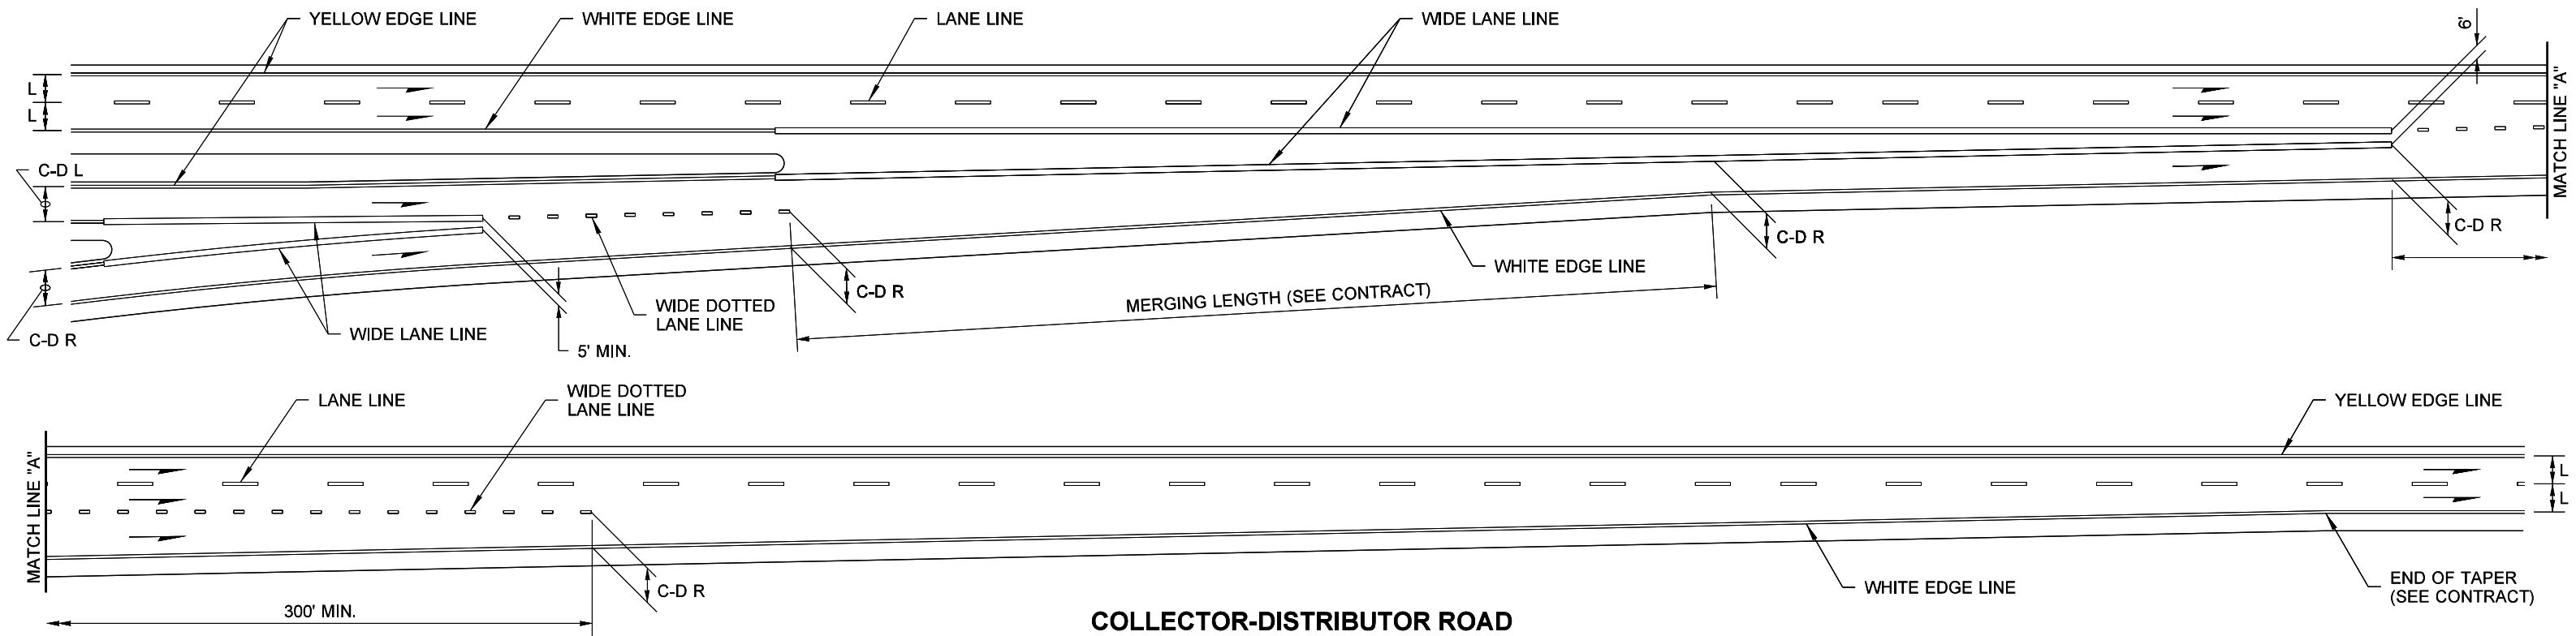 YELLOW EDGE LINE
WHITE EDGE LINE
LANE LINE
WIDE LANE LINE
6'
L
L
MATCH LINE "A"
C-D L
C-D R
C-D R
C-D R
WHITE EDGE LINE
MERGING LENGTH (SEE CONTRACT)
C-D R
WIDE DOTTED
LANE LINE
WIDE LANE LINE
5' MIN.
LANE LINE
WIDE DOTTED
LANE LINE
YELLOW EDGE LINE
MATCH LINE "A"
L
L
C-D R
WHITE EDGE LINE
END OF TAPER
(SEE CONTRACT)
300' MIN.
COLLECTOR-DISTRIBUTOR ROAD